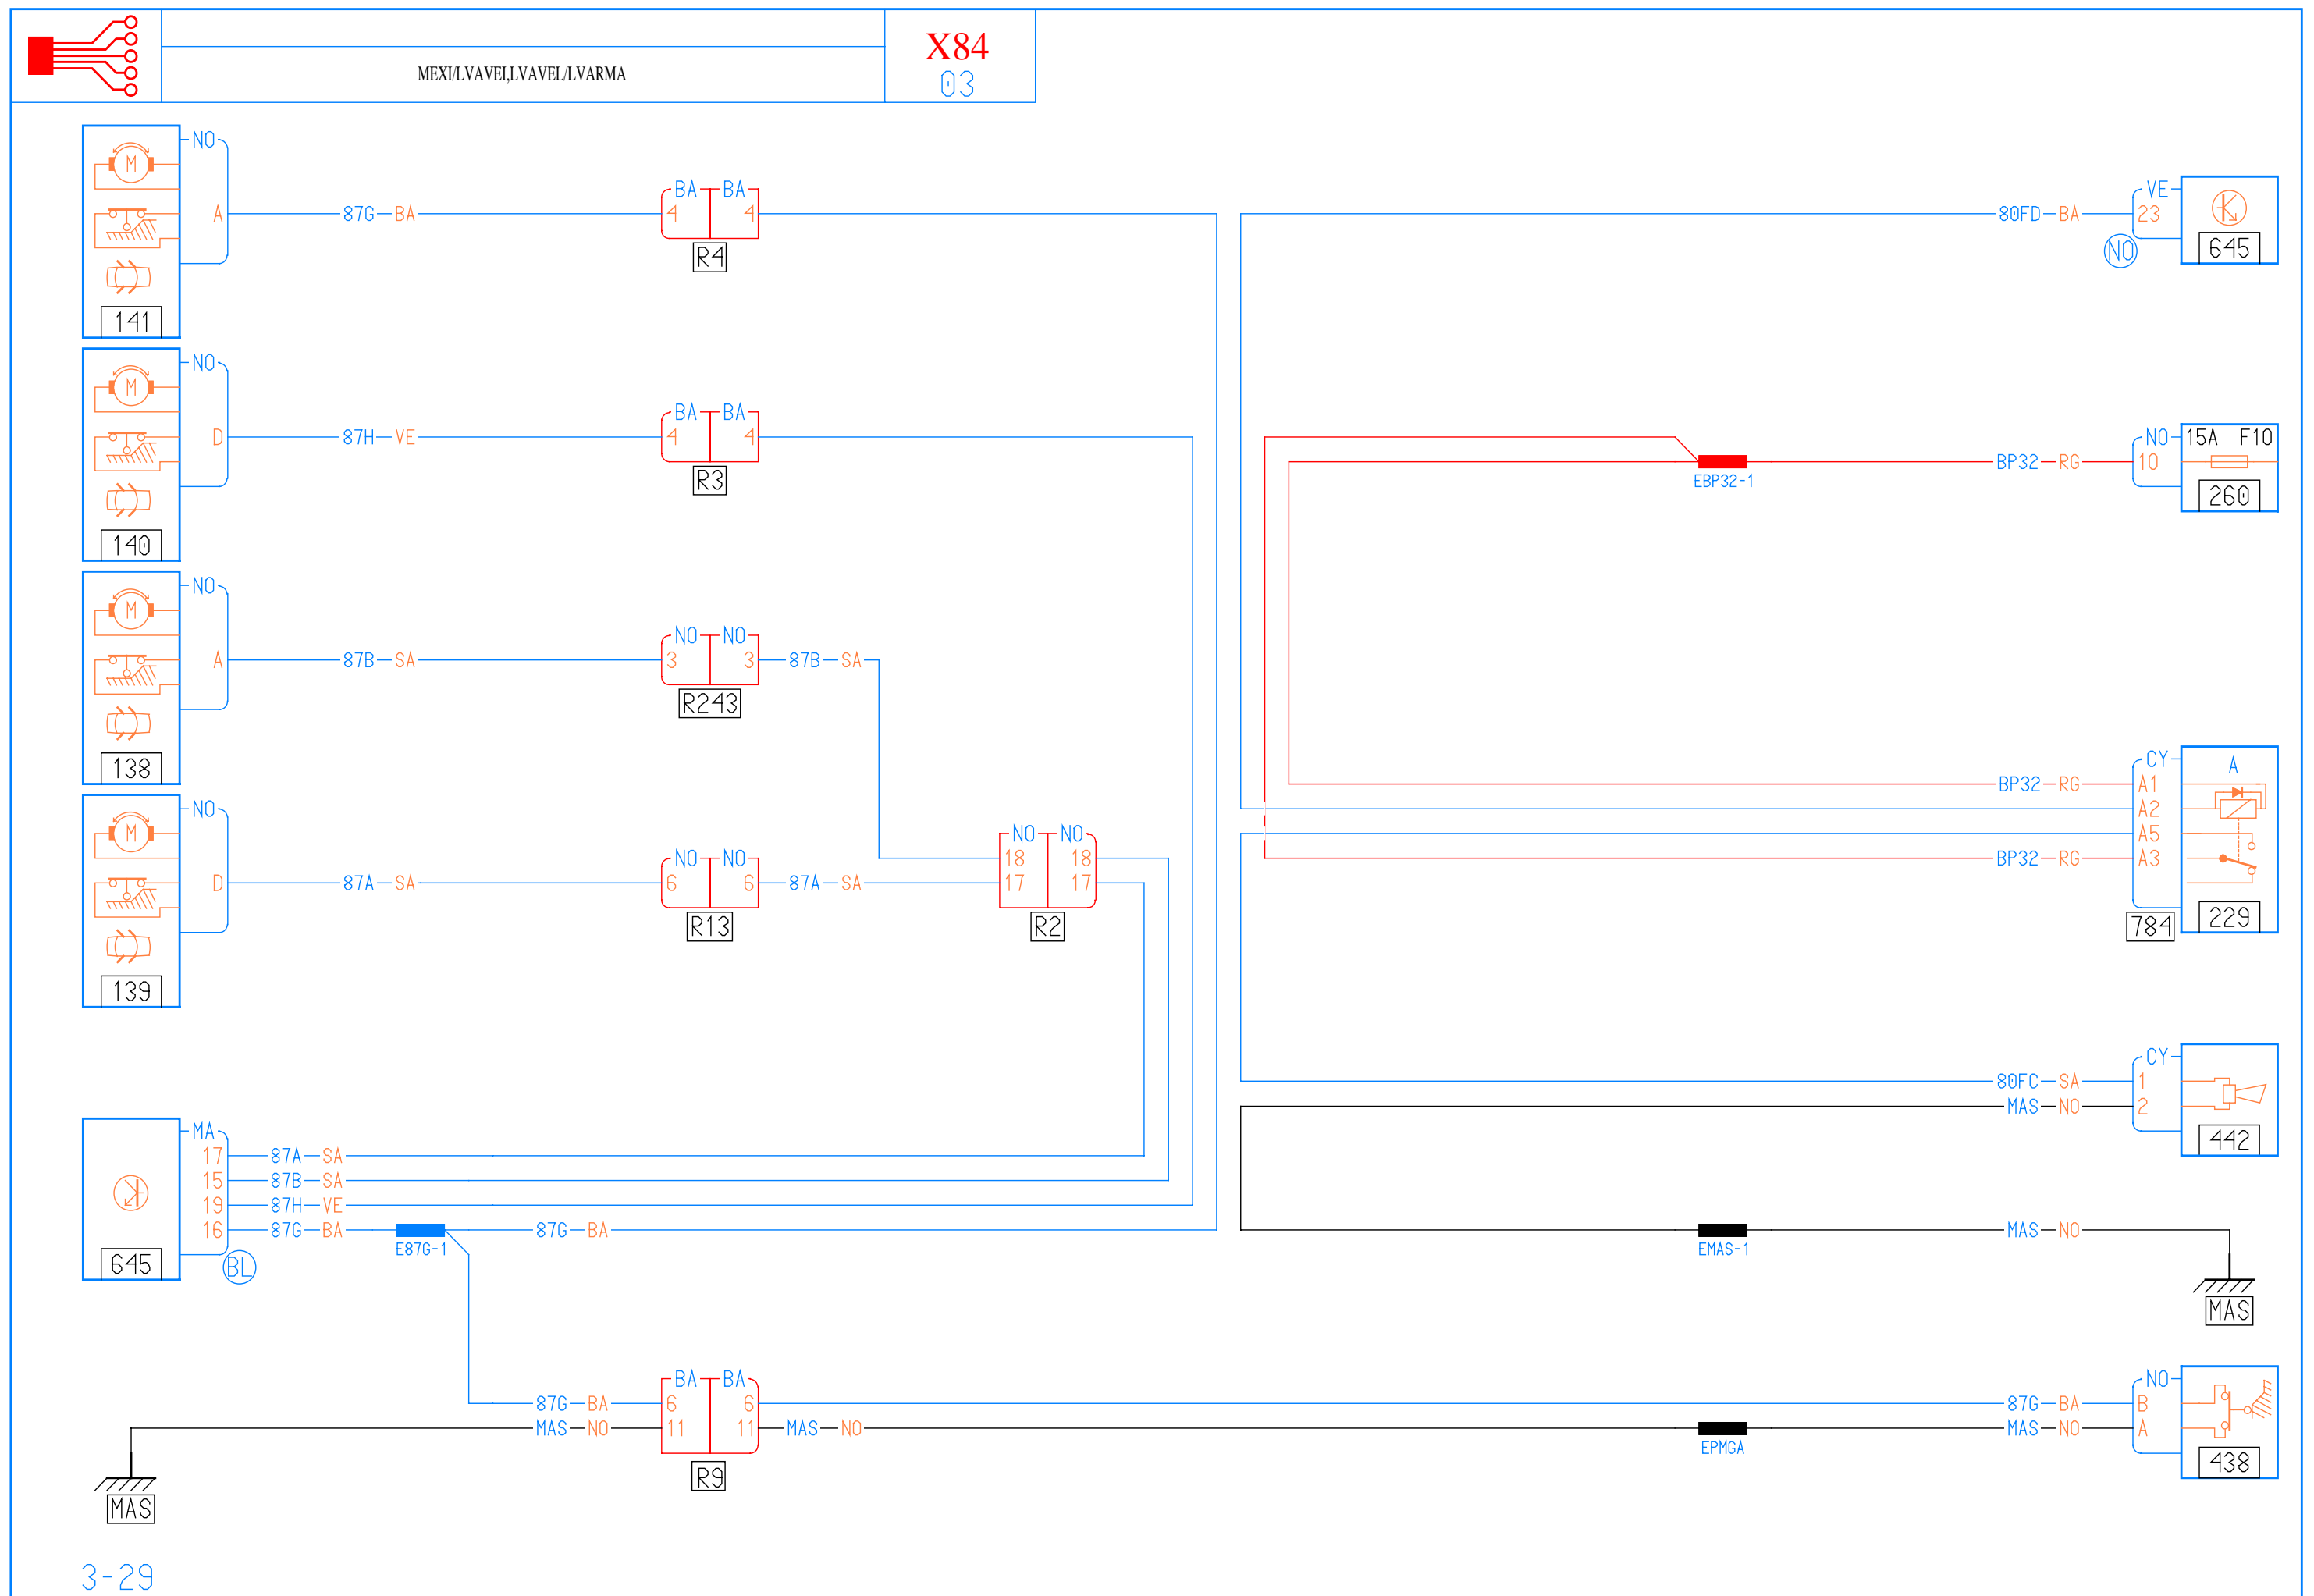 X84
MEXI/LVAVEI,LVAVEL/LVARMA
03
NO
M
A 87G BA
BA BA
4 4
R4
141
80FD BA
VE
23
NO
645
NO
M
D 87H VE
BA BA
4 4
R3
140
EBP32-1
BP32 RG
NO
10
15A F10
260
NO
M
A 87B SA
NO NO
3 3
87B SA
R243
138
NO
M
D 87A SA
NO NO
6 6
87A SA
R13
139
NO NO
18 18
17 17
R2
CY
A
BP32 RG A1
A2
A5
BP32 RG A3
784
229
CY
80FC SA 1
MAS NO 2
442
MA
17 87A SA
15 87B SA
19 87H VE
16 87G BA
E87G-1
87G BA
645
BL
EMAS-1
MAS NO
MAS
BA BA
87G BA 6 6
MAS NO 11 11 MAS NO
R9
MAS
EPMGA
NO
87G BA B
MAS NO A
438
3-29